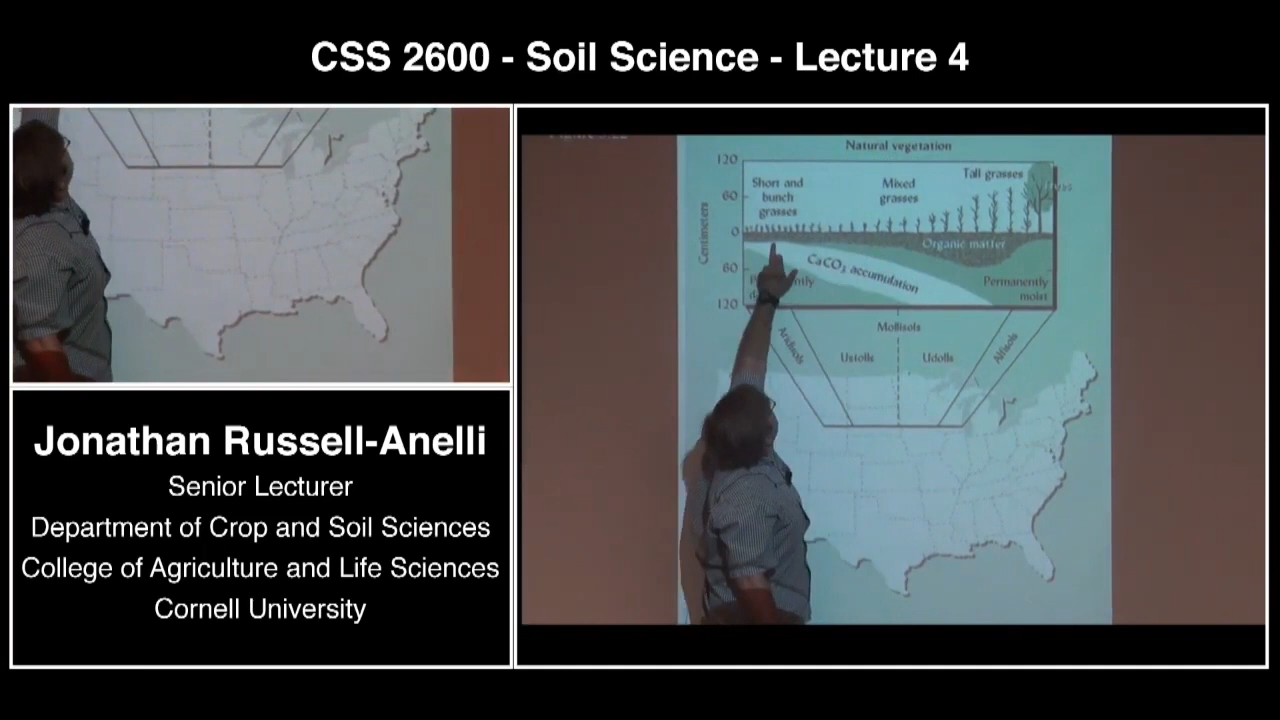 CSS 2600 - Soil Science - Lecture 4
Jonathan Russell-Anelli
Senior Lecturer
Department of Crop and Soil Sciences
College of Agriculture and Life Sciences
Cornell University
Natural vegetation
120
60
0
60
120
Centimeters
Short and
bunch
grasses
Mixed
grasses
Tall grasses
Organic matter
CaCO3 accumulation
Permanently
moist
Mollisols
Aridisols
Ustolls
Udolls
Alfisols